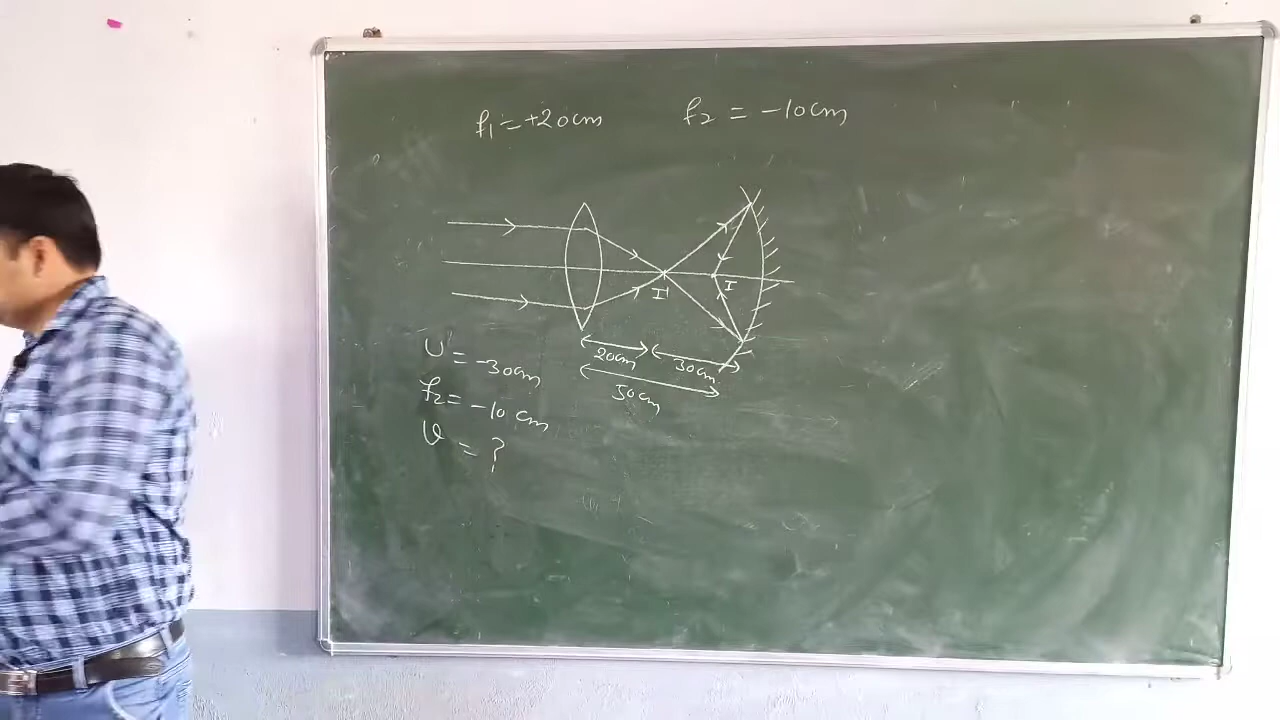 f₁ = +20cm f₂ = -10cm
I' I
20cm 30cm
50cm
U = -30cm
f₂ = -10 cm
v = ?